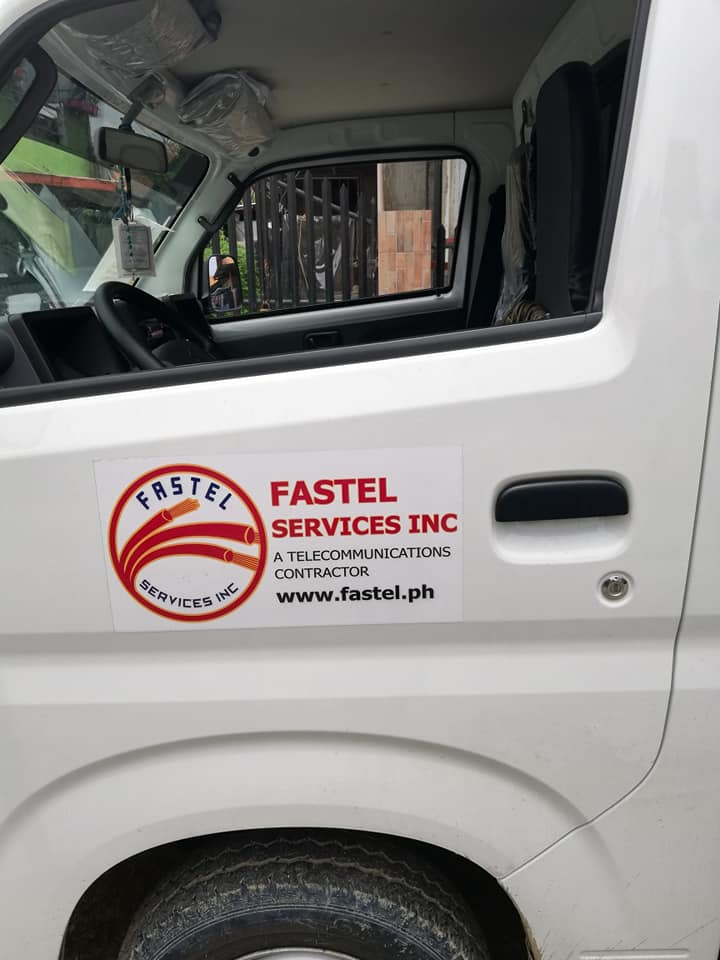 FASTEL
SERVICES INC
FASTEL
SERVICES INC
A TELECOMMUNICATIONS
CONTRACTOR
www.fastel.ph